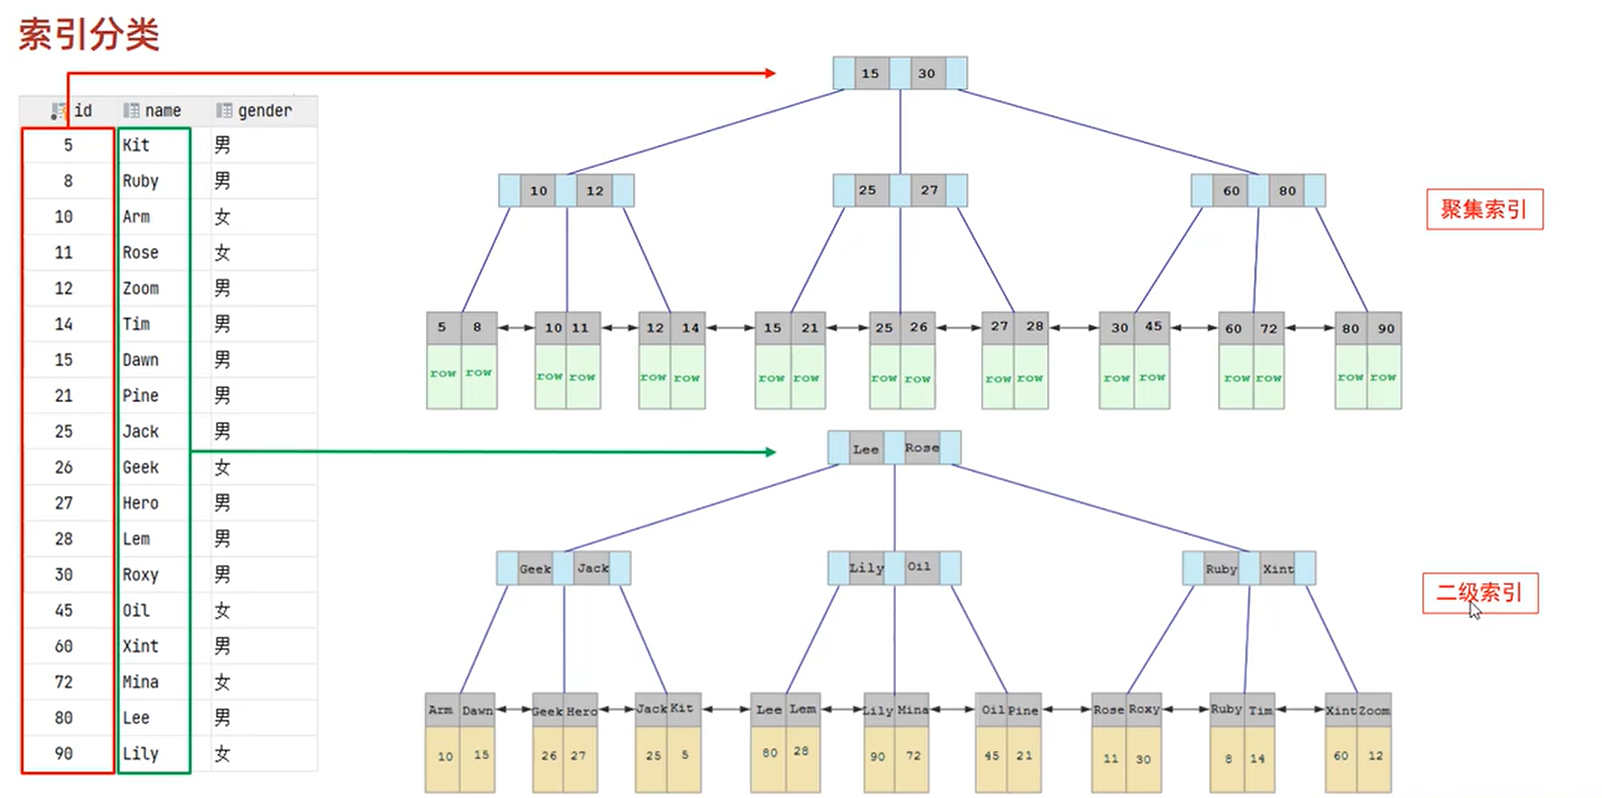 索引分类
id name gender
5 Kit 男
8 Ruby 男
10 Arm 女
11 Rose 女
12 Zoom 男
14 Tim 男
15 Dawn 男
21 Pine 男
25 Jack 男
26 Geek 女
27 Hero 男
28 Lem 男
30 Roxy 男
45 Oil 女
60 Xint 男
72 Mina 女
80 Lee 男
90 Lily 女
15 30
10 12 25 27 60 80
聚集索引
5 8 10 11 12 14 15 21 25 26 27 28 30 45 60 72 80 90
row row row row row row row row row row row row row row row row row row
Lee Rose
Geek Jack Lily Oil Ruby Xint
二级索引
Arm Dawn Geek Hero Jack Kit Lee Lem Lily Mina Oil Pine Rose Roxy Ruby Tim Xint Zoom
10 15 26 27 25 5 80 28 90 72 45 21 11 30 8 14 60 12